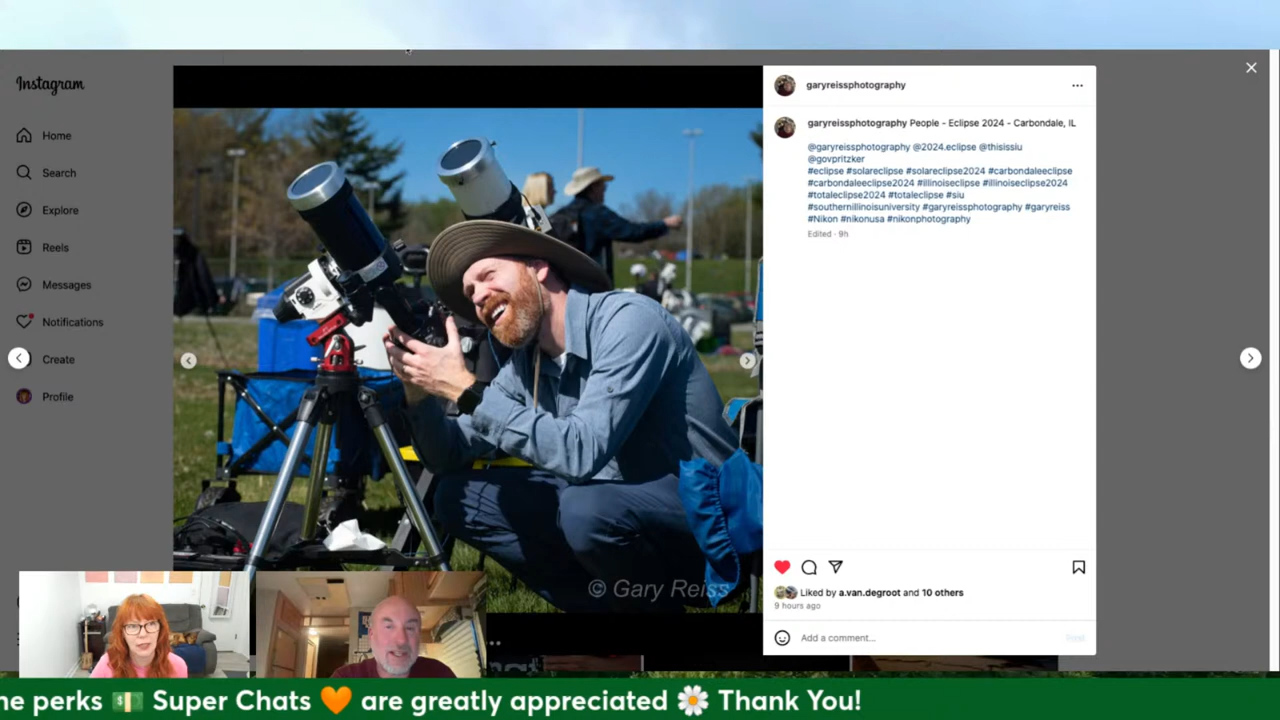 Instagram
Home
Search
Explore
Reels
Messages
Notifications
Create
Profile
garyreissphotography
garyreissphotography People - Eclipse 2024 - Carbondale, IL
@garyreissphotography @2024.eclipse @thisissiu
@govpritzker
#eclipse #solareclipse #solareclipse2024 #carbondaleeclipse
#carbondaleeclipse2024 #illinoiseclipse #illinoiseclipse2024
#totaleclipse2024 #totaleclipse #siu
#southernillinoisuniversity #garyreissphotography #garyreiss
#Nikon #nikonusa #nikonphotography
Edited · 9h
© Gary Reiss
Liked by a.van.degroot and 10 others
9 hours ago
Add a comment...
Post
he perks 💵 Super Chats 🧡 are greatly appreciated 🌼 Thank You!